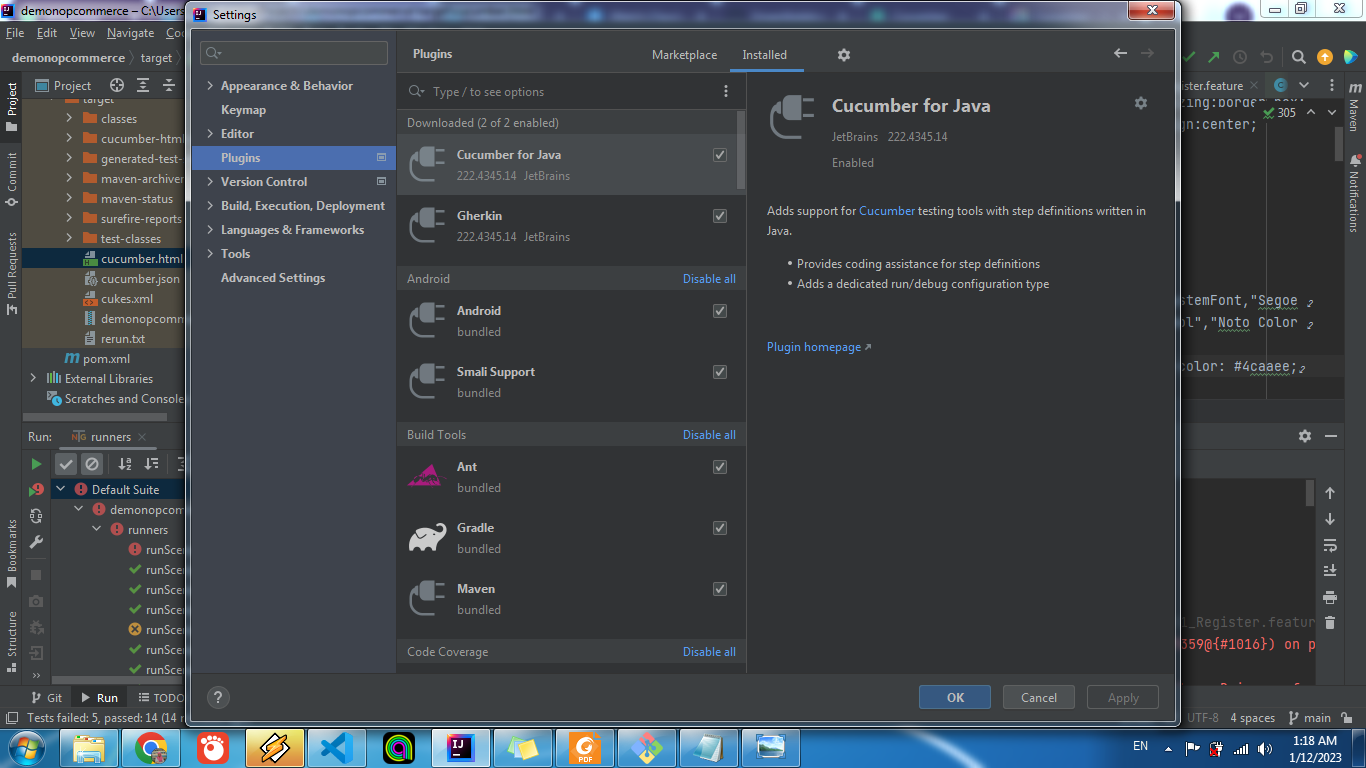 demonopcommerce – C:\Users
Settings
File Edit View Navigate
demonopcommerce target
Project
classes
cucumber-html
generated-test-
maven-archiver
maven-status
surefire-reports
test-classes
cucumber.html
cucumber.json
cukes.xml
demonopcomm
rerun.txt
pom.xml
External Libraries
Scratches and Console
Project
Commit
Pull Requests
Bookmarks
Structure
Run: runners
Default Suite
demonopcom
runners
runSce
runSce
runSce
runSce
runSce
runSce
runSce
Git Run TODO
Tests failed: 5, passed: 14 (14
Appearance & Behavior
Keymap
Editor
Plugins
Version Control
Build, Execution, Deployment
Languages & Frameworks
Tools
Advanced Settings
Plugins Marketplace Installed
Type / to see options
Downloaded (2 of 2 enabled)
Cucumber for Java
222.4345.14 JetBrains
Gherkin
222.4345.14 JetBrains
Android Disable all
Android
bundled
Smali Support
bundled
Build Tools Disable all
Ant
bundled
Gradle
bundled
Maven
bundled
Code Coverage Disable all
Cucumber for Java
JetBrains 222.4345.14
Enabled
Adds support for Cucumber testing tools with step definitions written in
Java.
• Provides coding assistance for step definitions
• Adds a dedicated run/debug configuration type
Plugin homepage
? OK Cancel Apply
ster.feature
zing:border-box;
gn:center; 305
stemFont,"Segoe
ol","Noto Color
color: #4caaee;
Maven
Notifications
1_Register.featur
359@{#1016}) on p
UTF-8 4 spaces main
EN 1:18 AM
1/12/2023